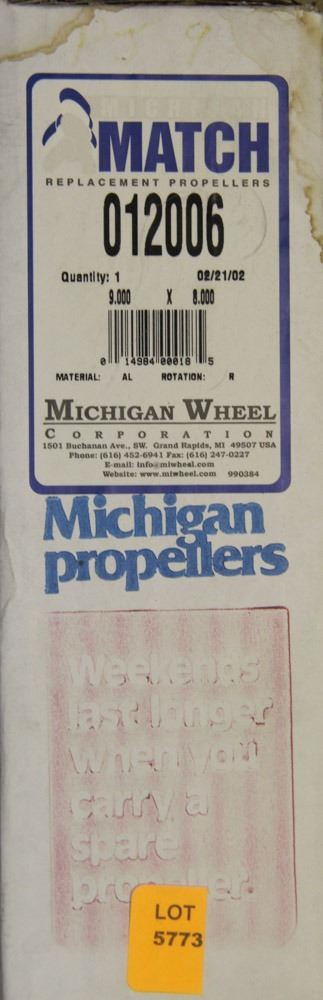 MICHIGAN
MATCH
REPLACEMENT PROPELLERS
012006
Quantity: 1 02/21/02
9.000 X 8.000
0 14984 00018 5
MATERIAL: AL ROTATION: R
MICHIGAN WHEEL
CORPORATION
1501 Buchanan Ave., SW. Grand Rapids, MI 49507 USA
Phone: (616) 452-6941 Fax: (616) 247-0227
E-mail: info@miwheel.com
Website: www.miwheel.com 990384
Michigan
propellers
Weekends
last longer
when you
carry a
spare
propeller.
LOT
5773